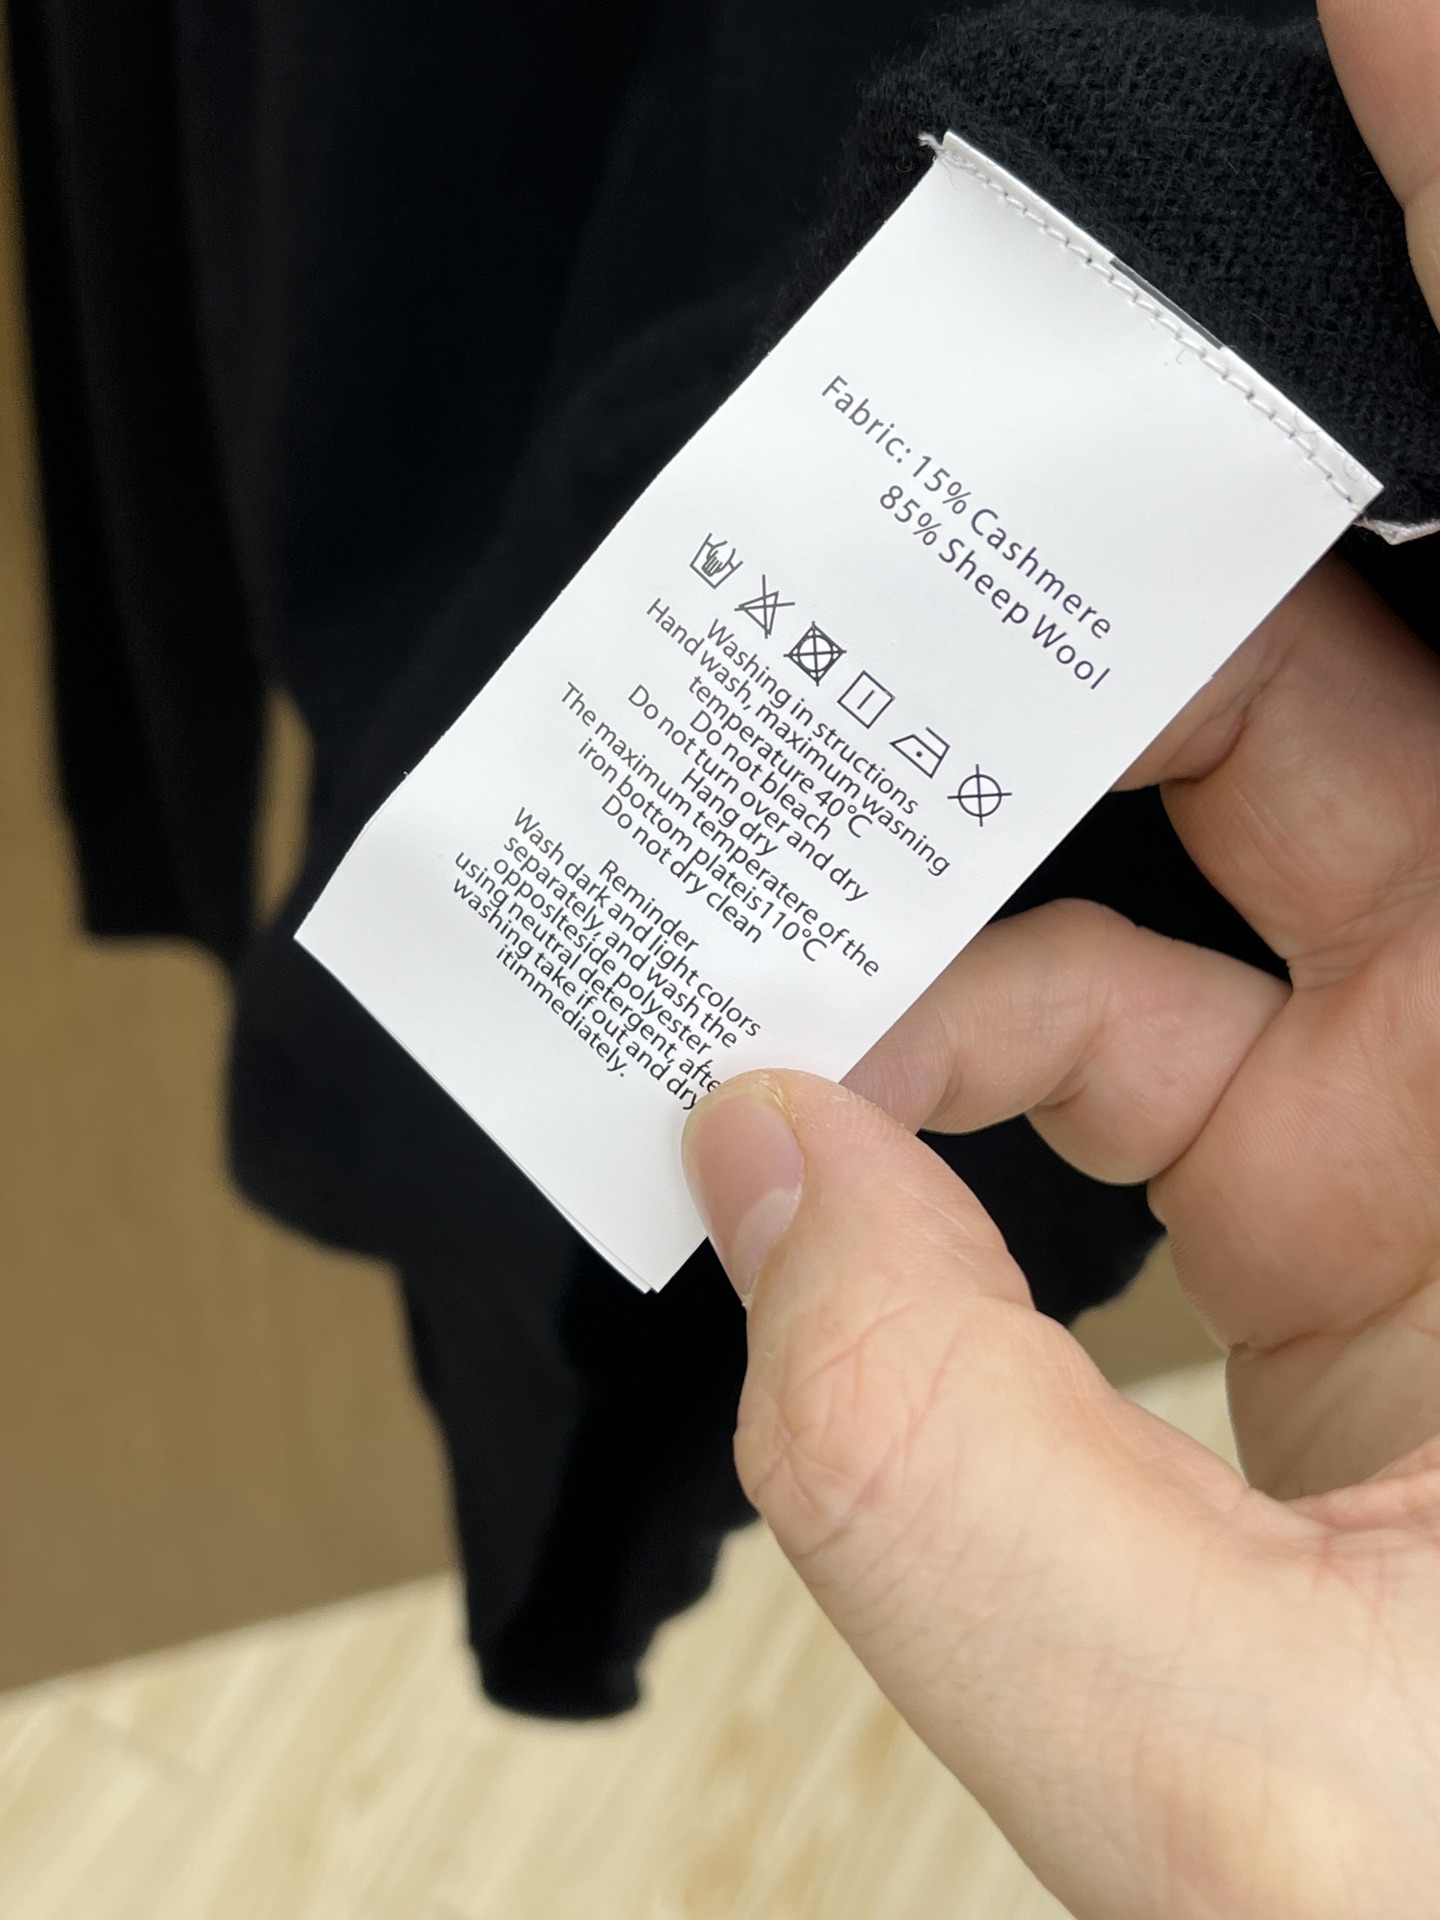 Fabric: 15% Cashmere
85% Sheep Wool
Washing in structions
Hand wash, maximum wasning
temperature 40°C
Do not bleach
Do not turn over and dry
Hang dry
The maximum temperatere of the
iron bottom plateis110°C
Do not dry clean
Reminder
Wash dark and light colors
separately, and wash the
oppositeside polyester,
using neutral detergent, afte
washing take if out and dry
itimmediately.